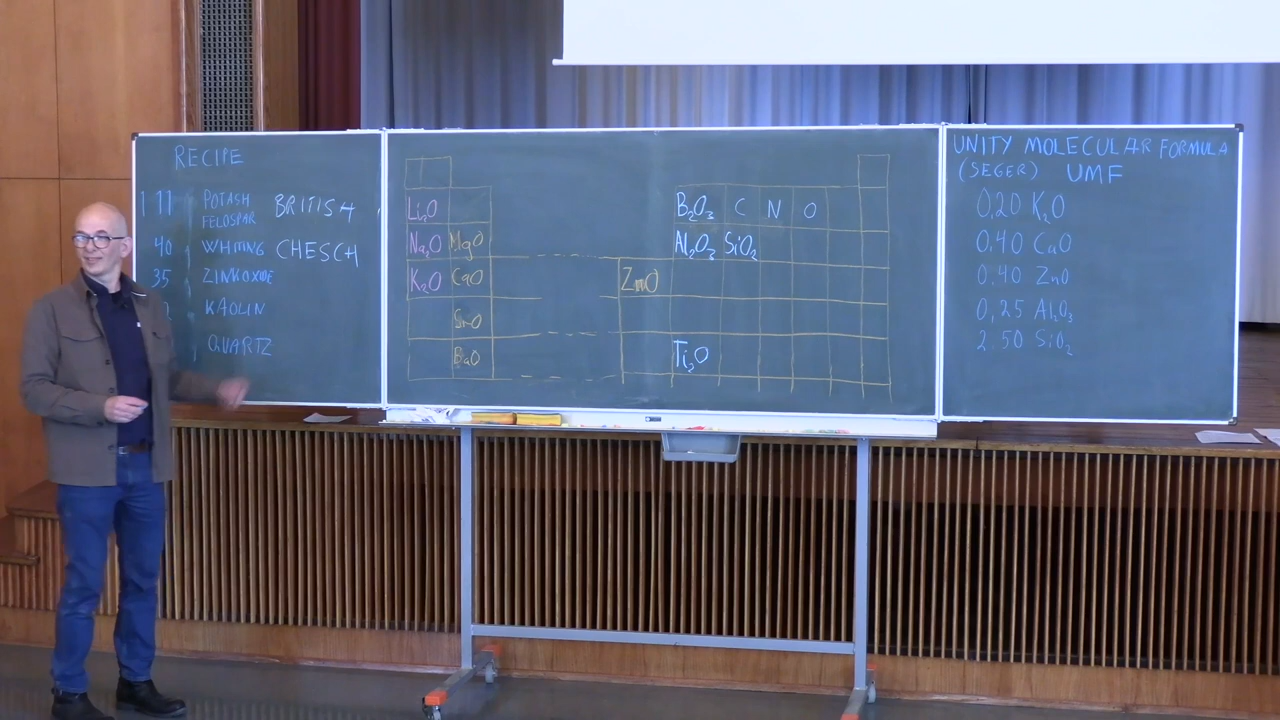 RECIPE
POTASH
FELDSPAR BRITISH
40 WHITING CHESCH
35 ZINKOXIDE
KAOLIN
QUARTZ
Li₂O
Na₂O MgO
K₂O CaO
SrO
BaO
ZnO
B₂O₃ C N O
Al₂O₃ SiO₂
Ti₂O
UNITY MOLECULAR FORMULA
(SEGER) UMF
0,20 K₂O
0,40 CaO
0,40 ZnO
0,25 Al₂O₃
2.50 SiO₂